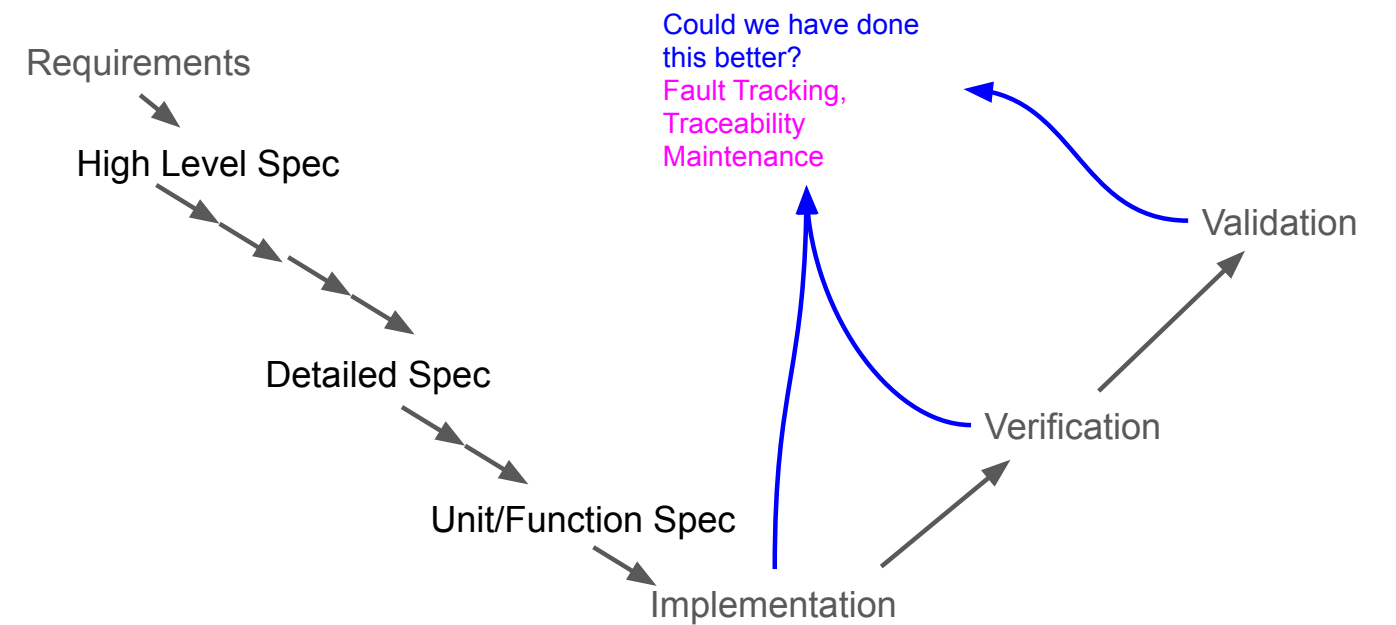 Requirements
High Level Spec
Detailed Spec
Unit/Function Spec
Implementation
Verification
Validation
Could we have done
this better?
Fault Tracking,
Traceability
Maintenance